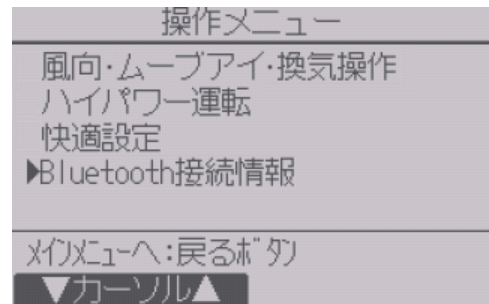 操作メニュー
風向･ムーブアイ･換気操作
ハイパワー運転
快適設定
▶Bluetooth接続情報
ﾒｲﾝﾒﾆｭｰへ:戻るﾎﾞﾀﾝ
▼カーソル▲